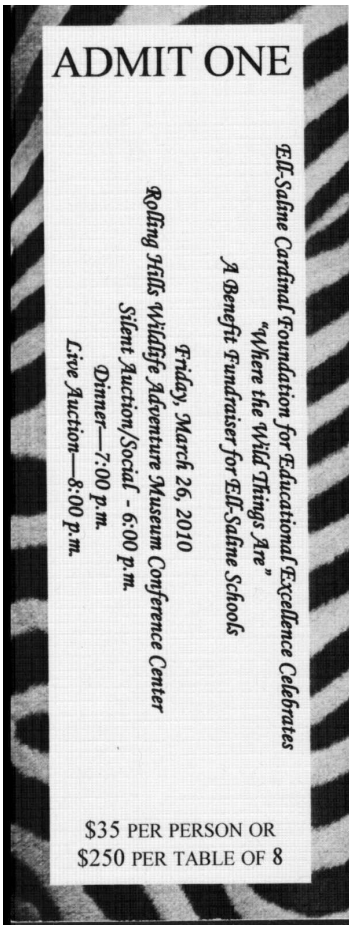 ADMIT ONE
Ell-Saline Cardinal Foundation for Educational Excellence Celebrates
"Where the Wild Things Are"
A Benefit Fundraiser for Ell-Saline Schools
Friday, March 26, 2010
Rolling Hills Wildlife Adventure Museum Conference Center
Silent Auction/Social - 6:00 p.m.
Dinner—7:00 p.m.
Live Auction—8:00 p.m.
$35 PER PERSON OR
$250 PER TABLE OF 8